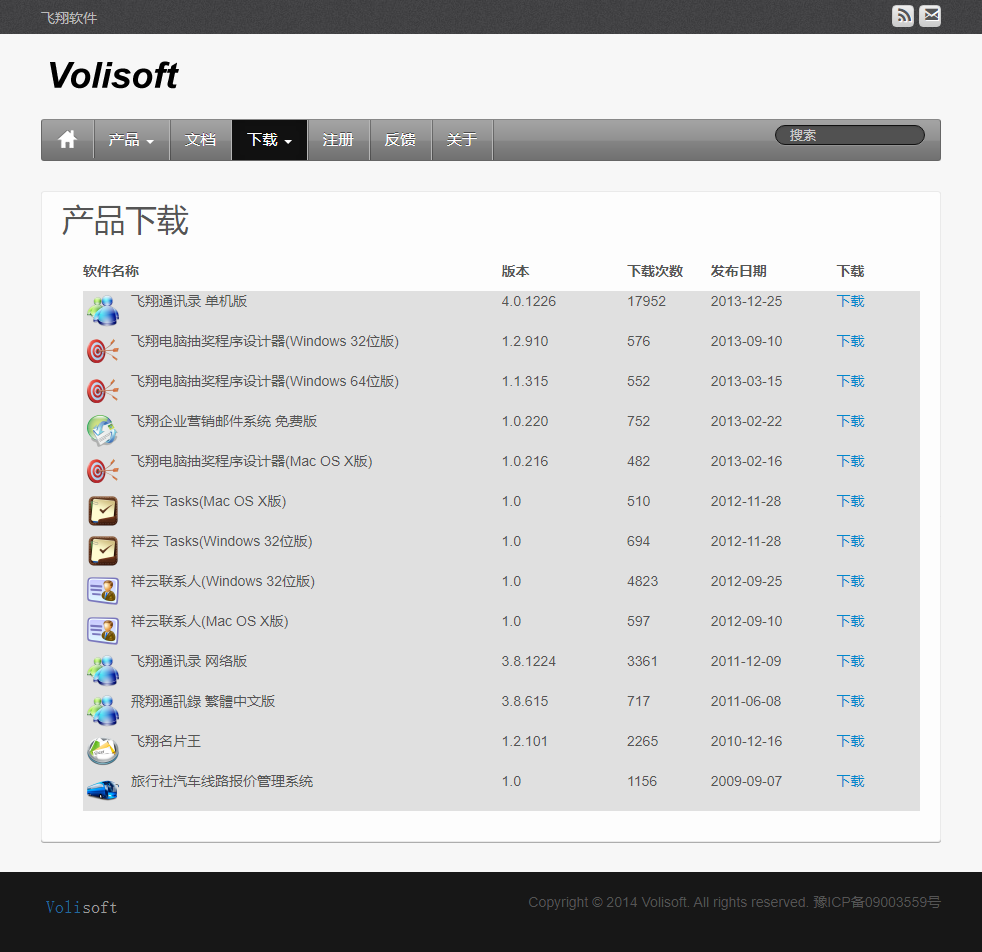 飞翔软件
Volisoft
产品 文档 下载 注册 反馈 关于 搜索
产品下载
软件名称 版本 下载次数 发布日期 下载
飞翔通讯录 单机版 4.0.1226 17952 2013-12-25 下载
飞翔电脑抽奖程序设计器(Windows 32位版) 1.2.910 576 2013-09-10 下载
飞翔电脑抽奖程序设计器(Windows 64位版) 1.1.315 552 2013-03-15 下载
飞翔企业营销邮件系统 免费版 1.0.220 752 2013-02-22 下载
飞翔电脑抽奖程序设计器(Mac OS X版) 1.0.216 482 2013-02-16 下载
祥云 Tasks(Mac OS X版) 1.0 510 2012-11-28 下载
祥云 Tasks(Windows 32位版) 1.0 694 2012-11-28 下载
祥云联系人(Windows 32位版) 1.0 4823 2012-09-25 下载
祥云联系人(Mac OS X版) 1.0 597 2012-09-10 下载
飞翔通讯录 网络版 3.8.1224 3361 2011-12-09 下载
飛翔通訊錄 繁體中文版 3.8.615 717 2011-06-08 下载
飞翔名片王 1.2.101 2265 2010-12-16 下载
旅行社汽车线路报价管理系统 1.0 1156 2009-09-07 下载
Volisoft Copyright © 2014 Volisoft. All rights reserved. 豫ICP备09003559号